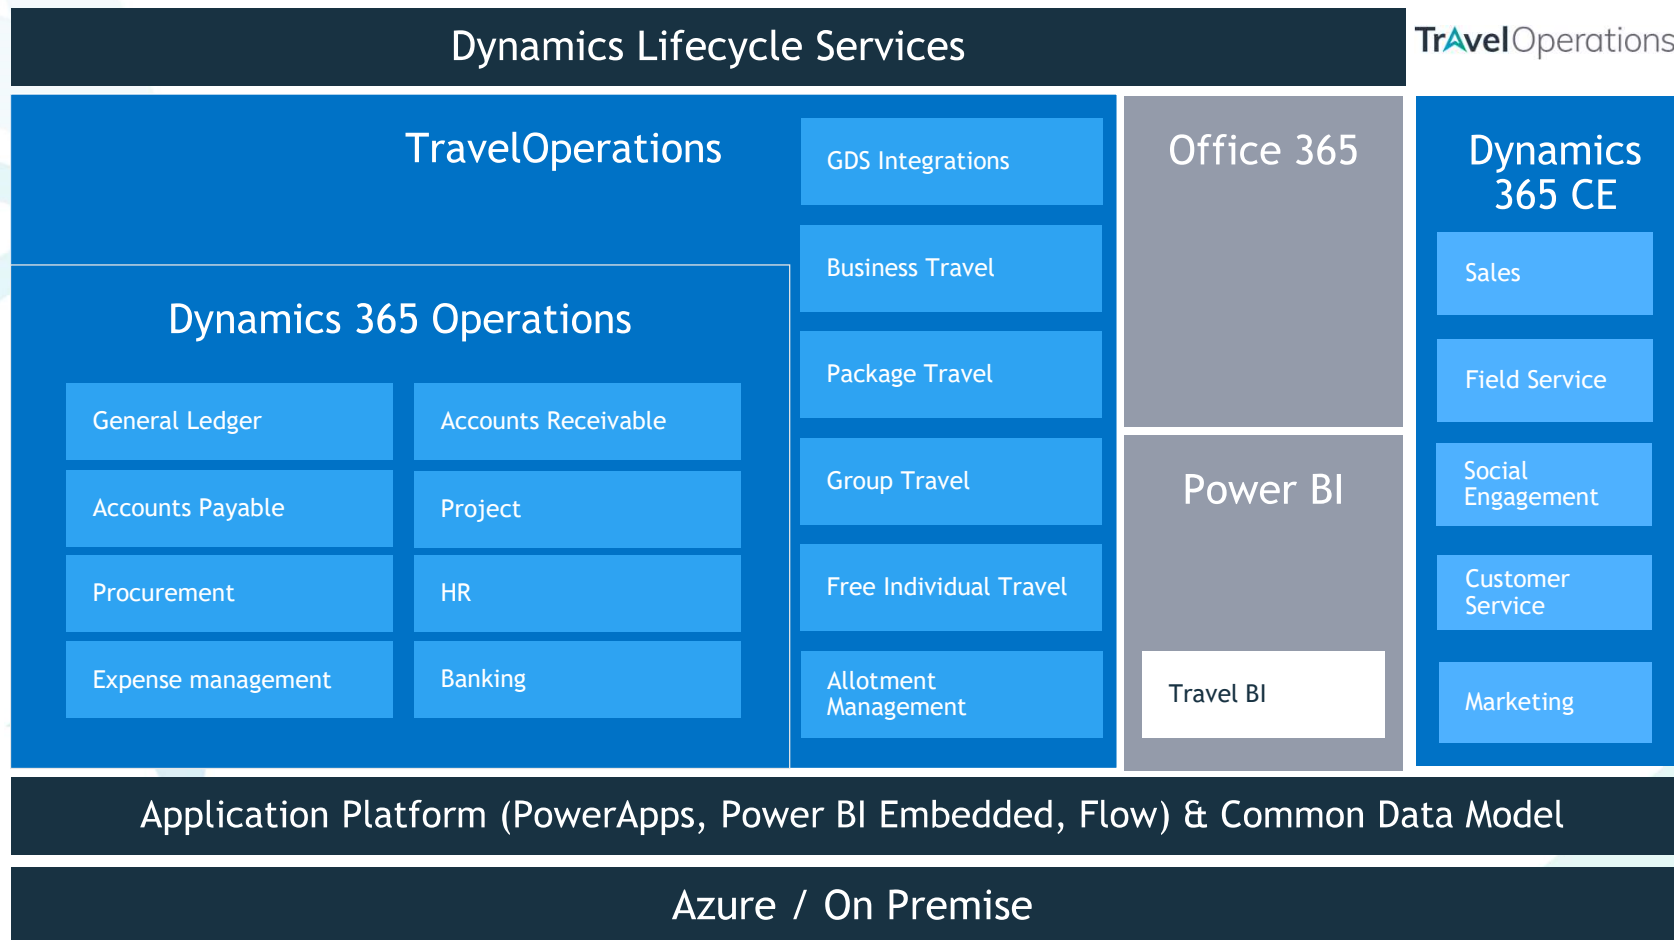 Dynamics Lifecycle Services
TrAvelOperations
TravelOperations
GDS Integrations
Business Travel
Package Travel
Group Travel
Free Individual Travel
Allotment
Management
Dynamics 365 Operations
General Ledger
Accounts Receivable
Accounts Payable
Project
Procurement
HR
Expense management
Banking
Office 365
Power BI
Travel BI
Dynamics
365 CE
Sales
Field Service
Social
Engagement
Customer
Service
Marketing
Application Platform (PowerApps, Power BI Embedded, Flow) & Common Data Model
Azure / On Premise